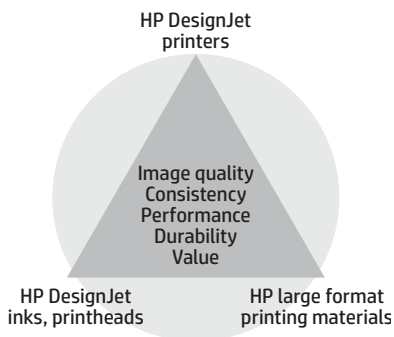 HP DesignJet
printers
Image quality
Consistency
Performance
Durability
Value
HP DesignJet
inks, printheads
HP large format
printing materials